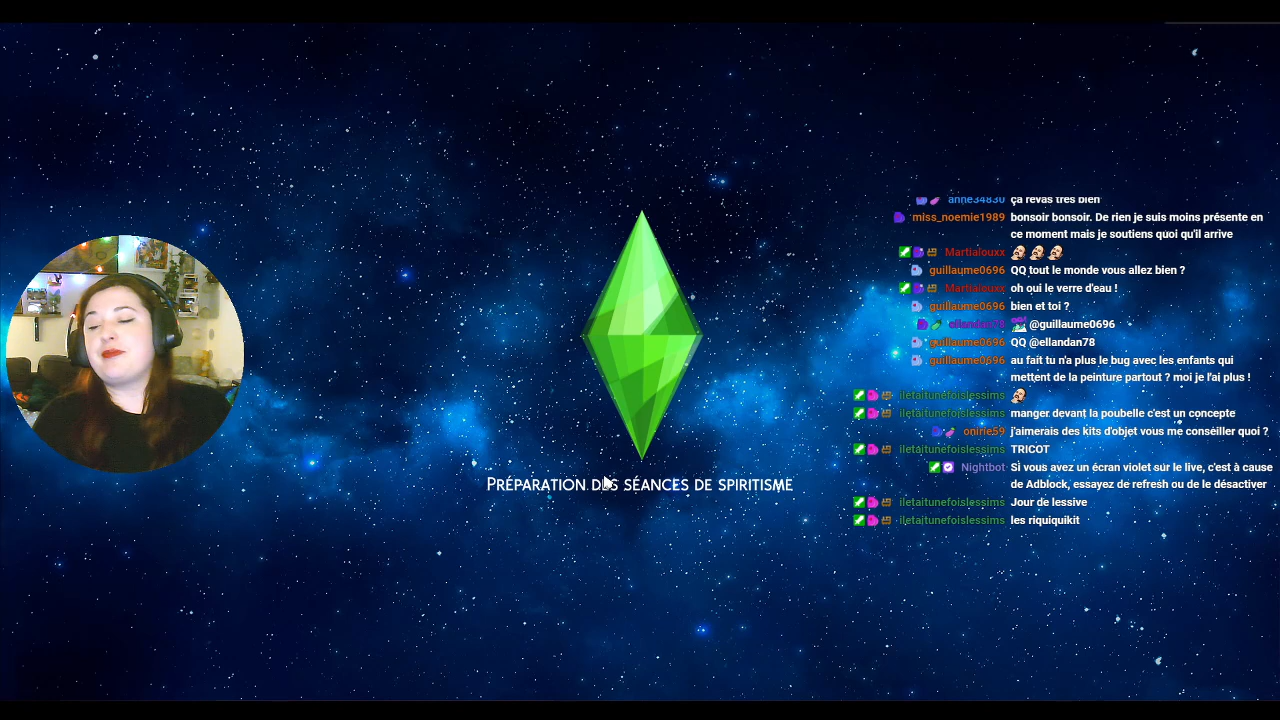 anne34830 ça revas très bien
miss_noemie1989 bonsoir bonsoir. De rien je suis moins présente en
ce moment mais je soutiens quoi qu'il arrive
Martialouxx
guillaume0696 QQ tout le monde vous allez bien ?
Martialouxx oh oui le verre d'eau !
guillaume0696 bien et toi ?
ellandan78 @guillaume0696
guillaume0696 QQ @ellandan78
guillaume0696 au fait tu n'a plus le bug avec les enfants qui
mettent de la peinture partout ? moi je l'ai plus !
iletaitunefoislessims
iletaitunefoislessims manger devant la poubelle c'est un concept
onirie59 j'aimerais des kits d'objet vous me conseiller quoi ?
iletaitunefoislessims TRICOT
Nightbot Si vous avez un écran violet sur le live, c'est à cause
de Adblock, essayez de refresh ou de le désactiver
iletaitunefoislessims Jour de lessive
iletaitunefoislessims les riquiquikit
Préparation des séances de spiritisme